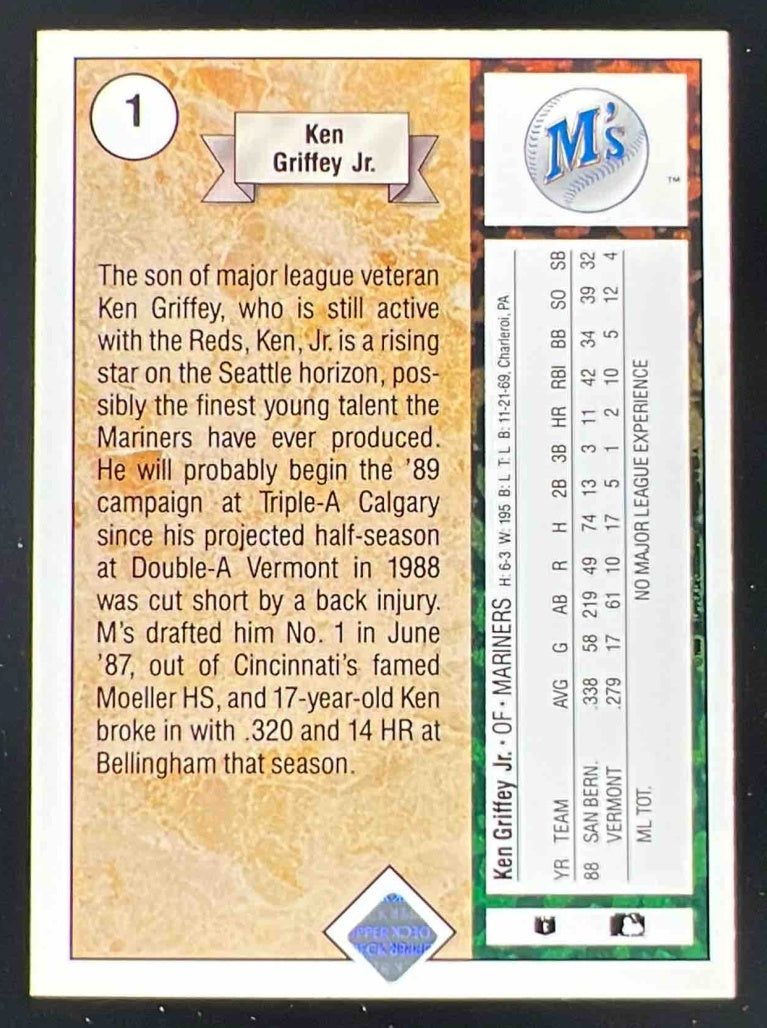 1
Ken
Griffey Jr.
The son of major league veteran
Ken Griffey, who is still active
with the Reds, Ken, Jr. is a rising
star on the Seattle horizon, pos-
sibly the finest young talent the
Mariners have ever produced.
He will probably begin the '89
campaign at Triple-A Calgary
since his projected half-season
at Double-A Vermont in 1988
was cut short by a back injury.
M's drafted him No. 1 in June
'87, out of Cincinnati's famed
Moeller HS, and 17-year-old Ken
broke in with .320 and 14 HR at
Bellingham that season.
M's
TM
Ken Griffey Jr. • OF • MARINERS H: 6-3 W: 195 B: L T: L B: 11-21-69, Charleroi, PA
YR TEAM AVG G AB R H 2B 3B HR RBI BB SO SB
88 SAN BERN. .338 58 219 49 74 13 3 11 42 34 39 32
VERMONT .279 17 61 10 17 5 1 2 10 5 12 4
ML TOT. NO MAJOR LEAGUE EXPERIENCE